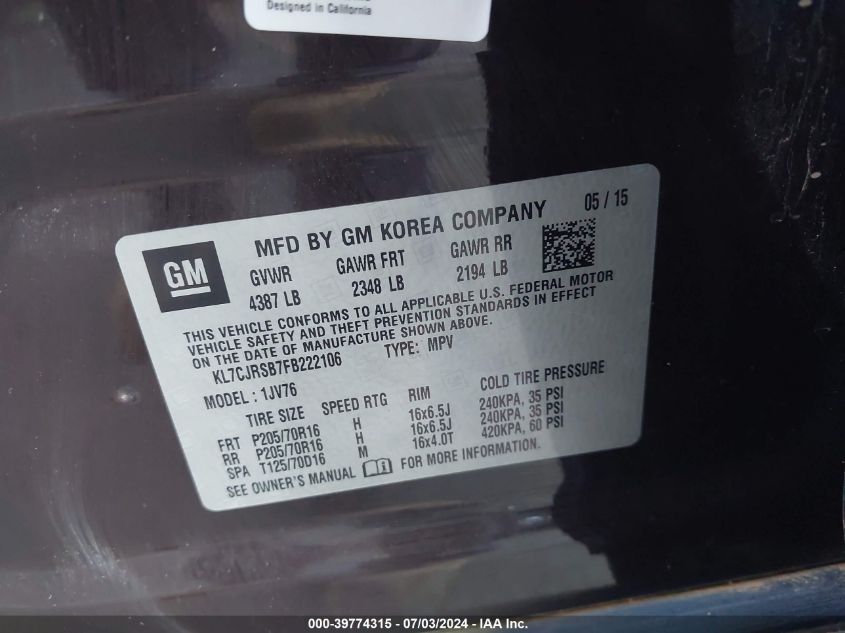 Designed in California
MFD BY GM KOREA COMPANY 05 / 15
GM
GVWR GAWR FRT GAWR RR
4387 LB 2348 LB 2194 LB
THIS VEHICLE CONFORMS TO ALL APPLICABLE U.S. FEDERAL MOTOR
VEHICLE SAFETY AND THEFT PREVENTION STANDARDS IN EFFECT
ON THE DATE OF MANUFACTURE SHOWN ABOVE.
KL7CJRSB7FB222106 TYPE: MPV
MODEL: 1JV76
TIRE SIZE SPEED RTG RIM COLD TIRE PRESSURE
FRT P205/70R16 H 16x6.5J 240KPA, 35 PSI
RR P205/70R16 H 16x6.5J 240KPA, 35 PSI
SPA T125/70D16 M 16x4.0T 420KPA, 60 PSI
SEE OWNER'S MANUAL FOR MORE INFORMATION.
000-39774315 - 07/03/2024 - IAA Inc.